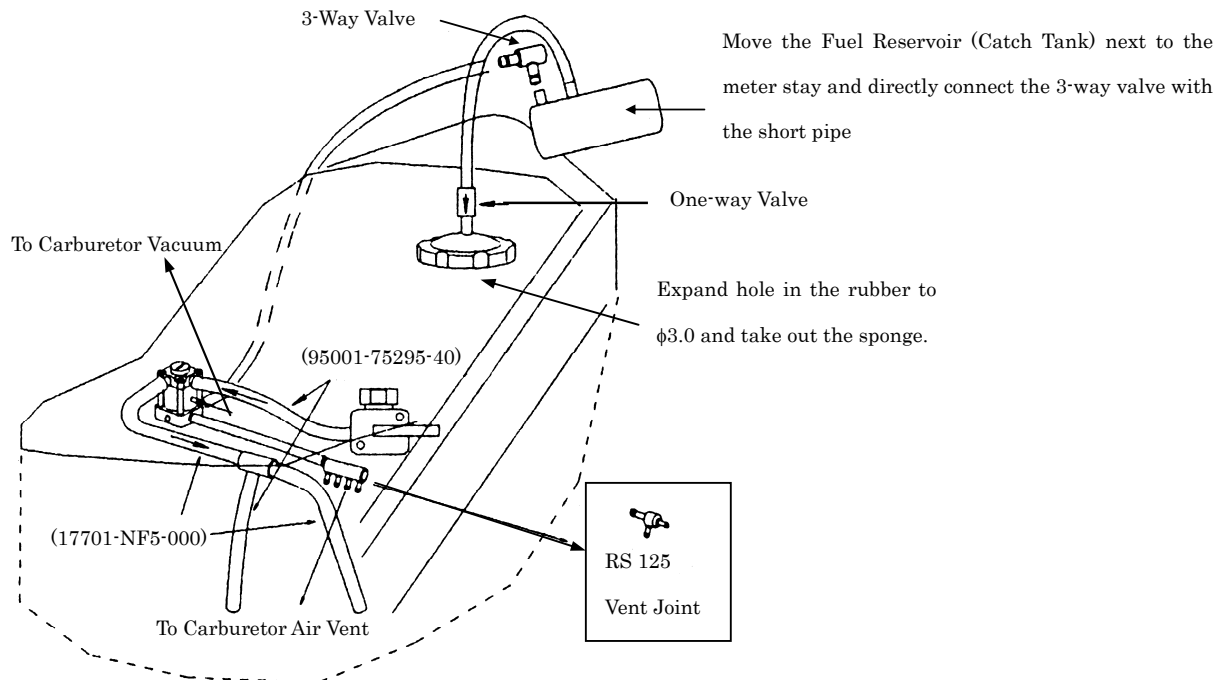 3-Way Valve
Move the Fuel Reservoir (Catch Tank) next to the
meter stay and directly connect the 3-way valve with
the short pipe
One-way Valve
To Carburetor Vacuum
Expand hole in the rubber to
ϕ3.0 and take out the sponge.
(95001-75295-40)
(17701-NF5-000)
RS 125
Vent Joint
To Carburetor Air Vent